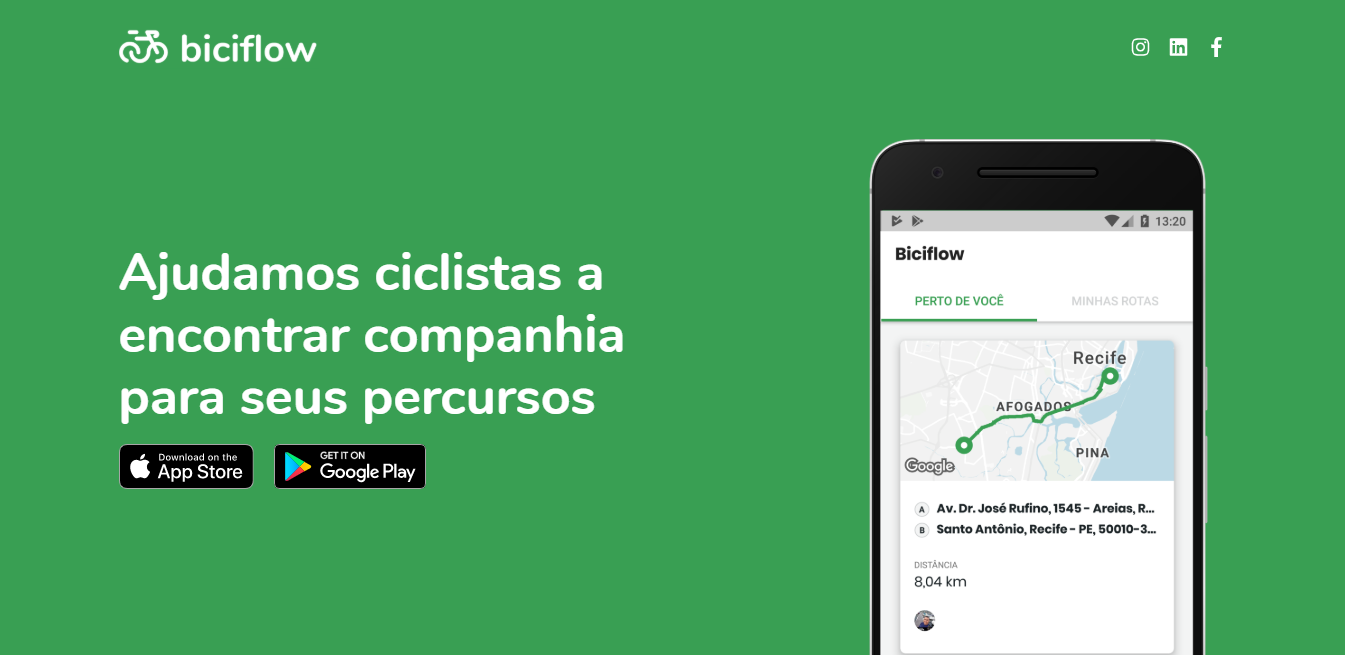 biciflow
Ajudamos ciclistas a
encontrar companhia
para seus percursos
Download on the
App Store
GET IT ON
Google Play
13:20
Biciflow
PERTO DE VOCÊ
MINHAS ROTAS
Recife
AFOGADOS
PINA
Google
A Av. Dr. José Rufino, 1545 - Areias, R...
B Santo Antônio, Recife - PE, 50010-3...
DISTÂNCIA
8,04 km